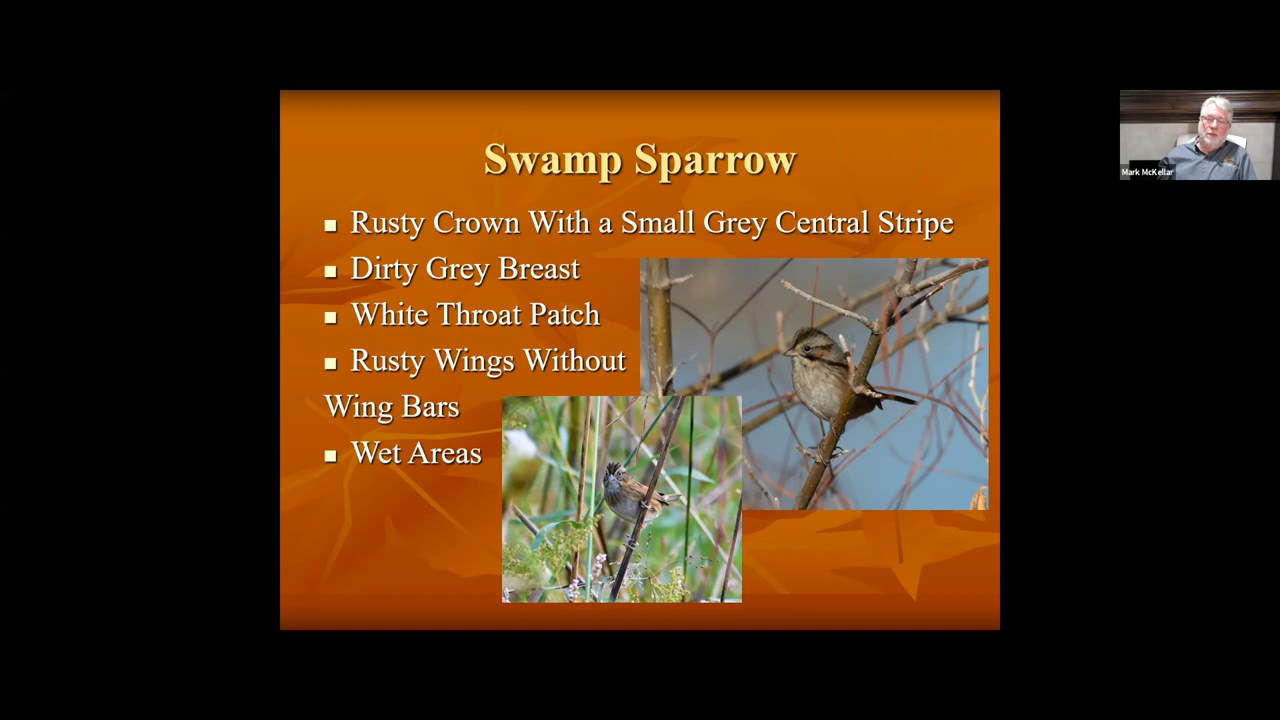 Swamp Sparrow
Rusty Crown With a Small Grey Central Stripe
Dirty Grey Breast
White Throat Patch
Rusty Wings Without
Wing Bars
Wet Areas
Mark McKellar